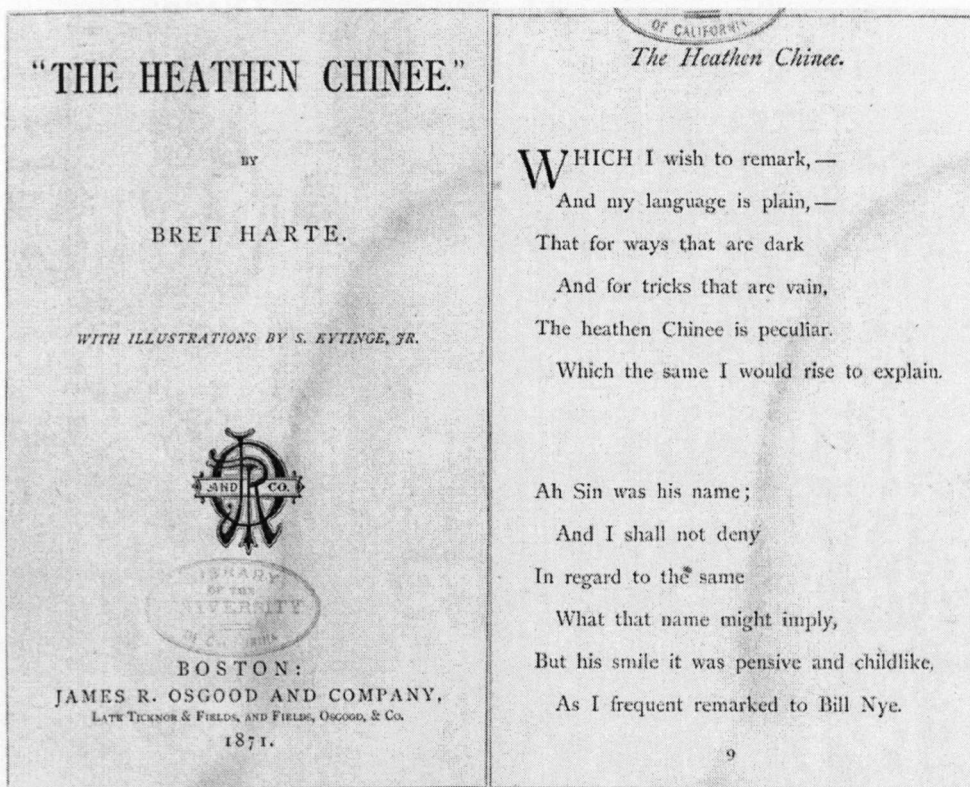 "THE HEATHEN CHINEE."
BY
BRET HARTE.
WITH ILLUSTRATIONS BY S. EYTINGE, JR.
AND CO.
LIBRARY
OF THE
UNIVERSITY
BOSTON:
JAMES R. OSGOOD AND COMPANY,
LATE TICKNOR & FIELDS, AND FIELDS, OSGOOD, & CO.
1871.
OF CALIFORNIA
The Heathen Chinee.
WHICH I wish to remark,—
And my language is plain,—
That for ways that are dark
And for tricks that are vain,
The heathen Chinee is peculiar.
Which the same I would rise to explain.
Ah Sin was his name;
And I shall not deny
In regard to the same
What that name might imply,
But his smile it was pensive and childlike,
As I frequent remarked to Bill Nye.
9